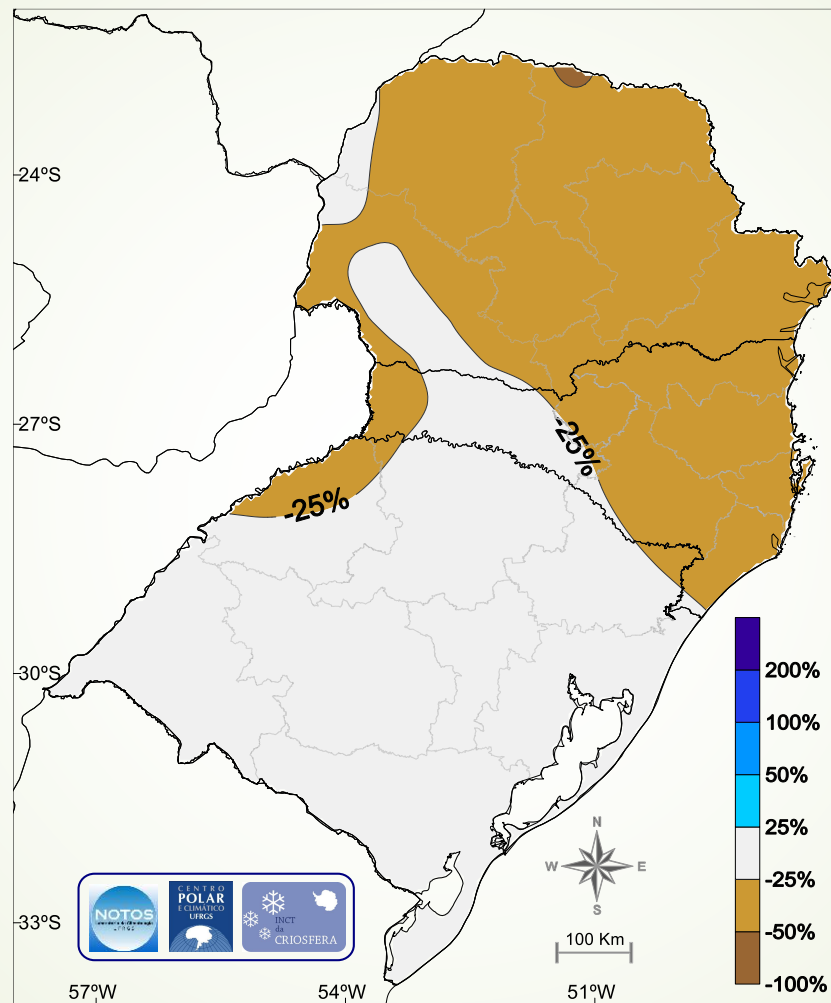 24ºS
27ºS
-25%
-25%
30ºS
200%
100%
50%
25%
-25%
-50%
-100%
N
W
E
S
100 Km
NOTOS
UFRGS
CENTRO
POLAR
E CLIMÁTICO
UFRGS
INCT
da
CRIOSFERA
33ºS
57ºW
54ºW
51ºW